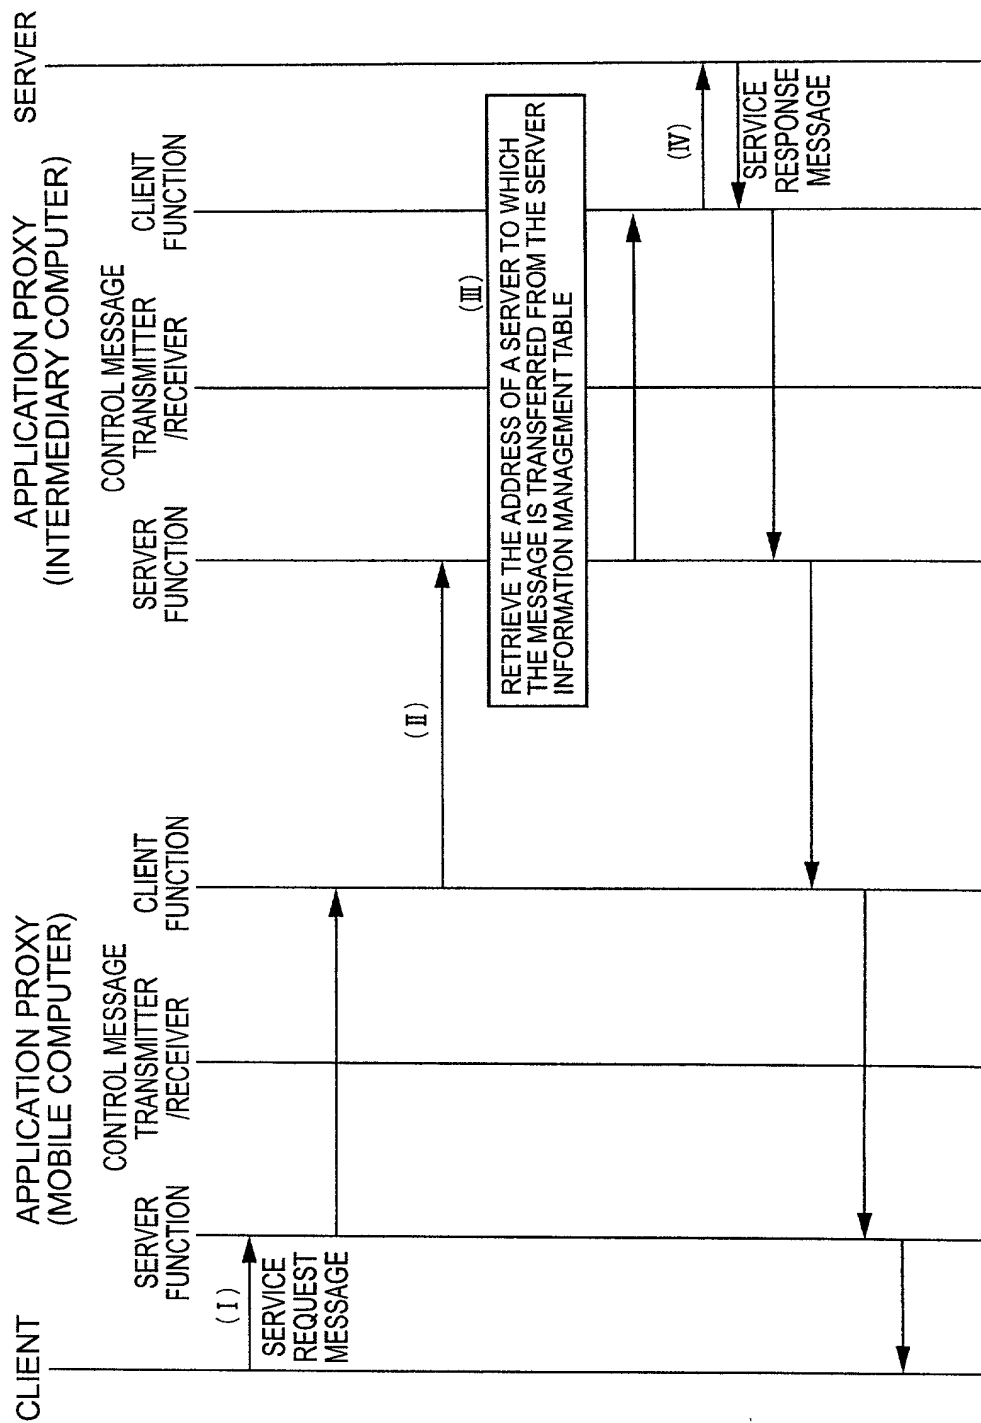 CLIENT
APPLICATION PROXY
(MOBILE COMPUTER)
SERVER
FUNCTION
CONTROL MESSAGE
TRANSMITTER
/RECEIVER
CLIENT
FUNCTION
APPLICATION PROXY
(INTERMEDIARY COMPUTER)
SERVER
FUNCTION
CONTROL MESSAGE
TRANSMITTER
/RECEIVER
CLIENT
FUNCTION
SERVER
(I)
SERVICE
REQUEST
MESSAGE
(II)
(III)
RETRIEVE THE ADDRESS OF A SERVER TO WHICH
THE MESSAGE IS TRANSFERRED FROM THE SERVER
INFORMATION MANAGEMENT TABLE
(IV)
SERVICE
RESPONSE
MESSAGE